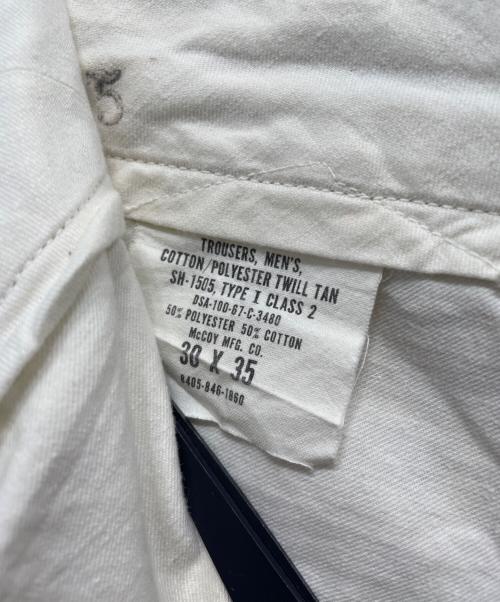 TROUSERS, MEN'S,
COTTON/POLYESTER TWILL TAN
SH-1505, TYPE I CLASS 2
DSA-100-67-C-3480
50% POLYESTER 50% COTTON
McCOY MFG. CO.
30 X 35
8405-846-1860